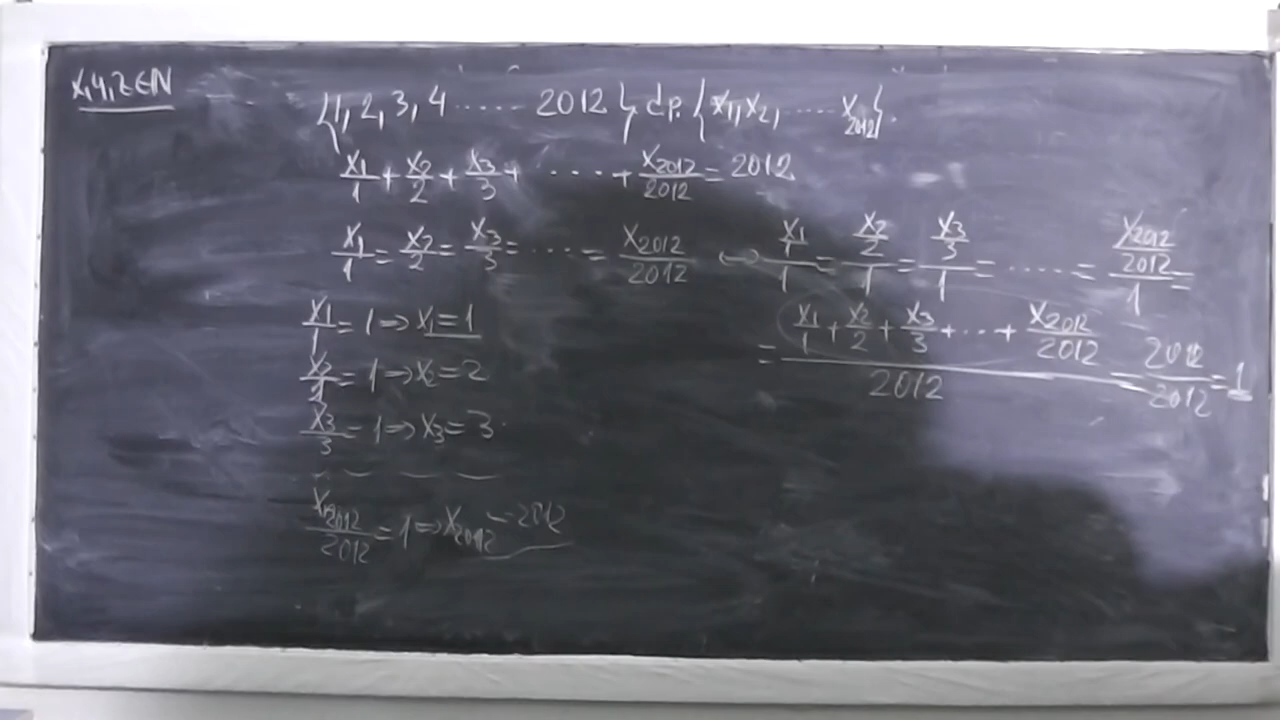 x,y,z∈N
{1, 2, 3, 4 ..... 2012} d.p. {x₁,x₂, ..... x₂₀₁₂}.
x₁/1 + x₂/2 + x₃/3 + ..... + x₂₀₁₂/2012 = 2012
x₁/1 = x₂/2 = x₃/3 = ..... = x₂₀₁₂/2012 <=> (x₁/1)/1 = (x₂/2)/1 = (x₃/3)/1 = ..... = (x₂₀₁₂/2012)/1 =
= (x₁/1 + x₂/2 + x₃/3 + ... + x₂₀₁₂/2012)/2012 = 2012/2012 = 1
x₁/1 = 1 => x₁ = 1
= 1 => x₂ = 2
x₃/3 = 1 => x₃ = 3
x₂₀₁₂/2012 = 1 => x₂₀₁₂ = 2012